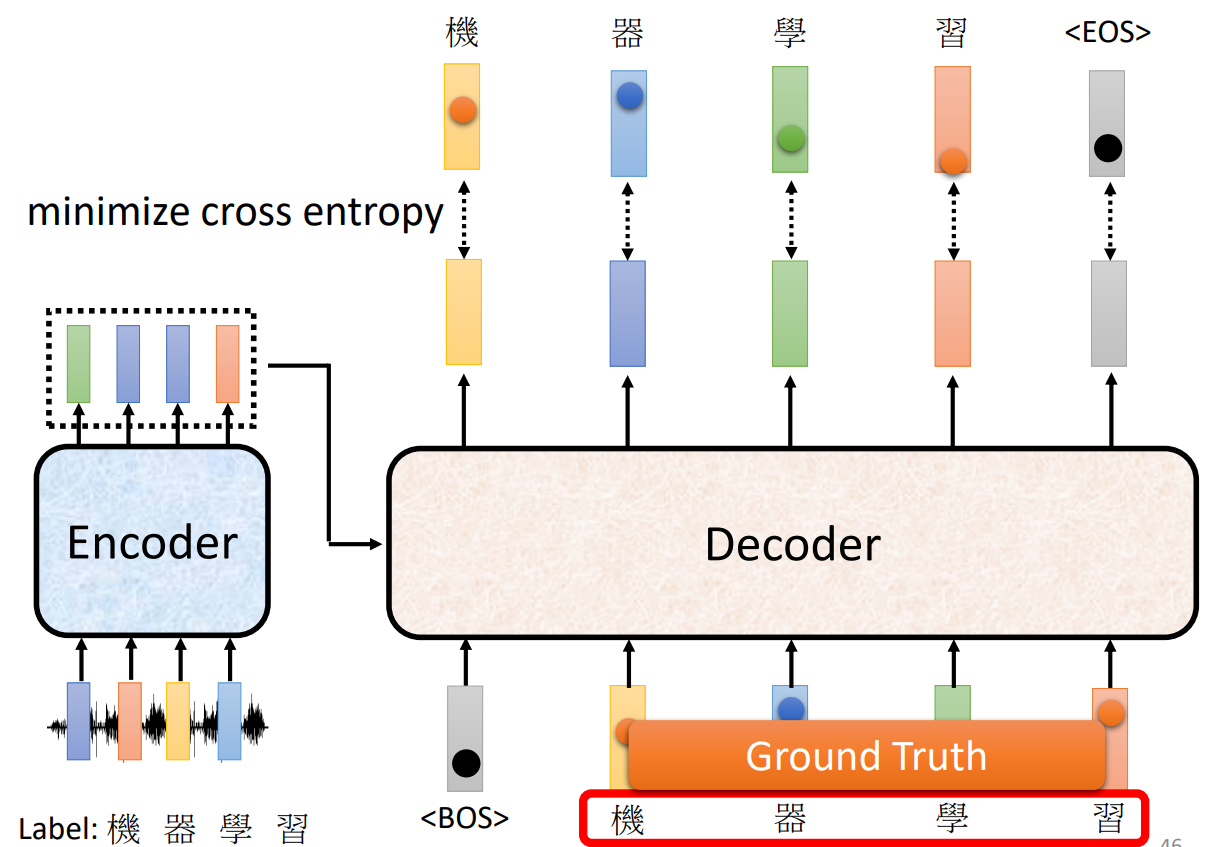 機 器 學 習 <EOS>
minimize cross entropy
Encoder
Decoder
Ground Truth
Label: 機 器 學 習
<BOS> 機 器 學 習
46